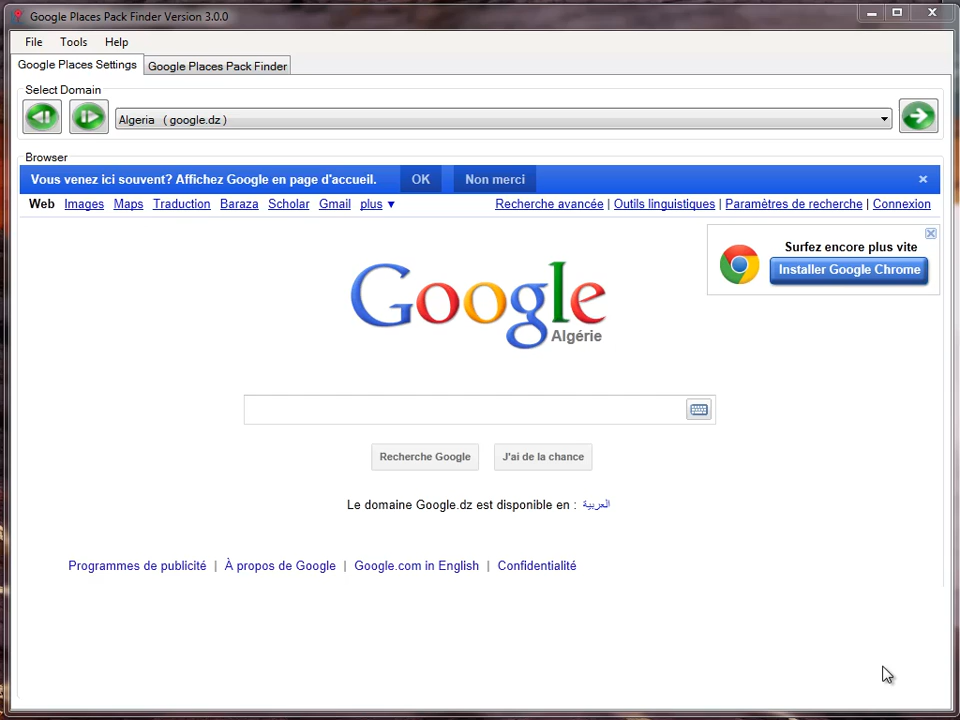 Google Places Pack Finder Version 3.0.0
File Tools Help
Google Places Settings Google Places Pack Finder
Select Domain
Algeria ( google.dz )
Browser
Vous venez ici souvent? Affichez Google en page d'accueil. OK Non merci ×
Web Images Maps Traduction Baraza Scholar Gmail plus ▼ Recherche avancée | Outils linguistiques | Paramètres de recherche | Connexion
Surfez encore plus vite
Installer Google Chrome
Google
Algérie
Recherche Google J'ai de la chance
Le domaine Google.dz est disponible en : العربية
Programmes de publicité | À propos de Google | Google.com in English | Confidentialité